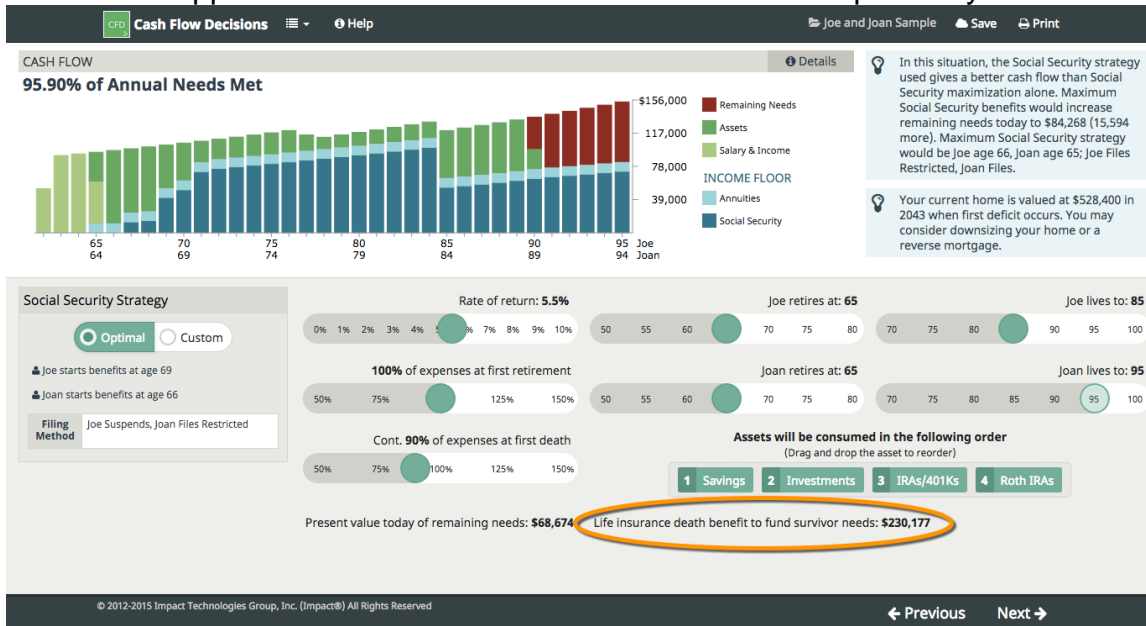 CFD Cash Flow Decisions Help Joe and Joan Sample Save Print
CASH FLOW Details
95.90% of Annual Needs Met
$156,000
117,000
78,000
39,000
Remaining Needs
Assets
Salary & Income
INCOME FLOOR
Annuities
Social Security
65 70 75 80 85 90 95 Joe
64 69 74 79 84 89 94 Joan
In this situation, the Social Security strategy
used gives a better cash flow than Social
Security maximization alone. Maximum
Social Security benefits would increase
remaining needs today to $84,268 (15,594
more). Maximum Social Security strategy
would be Joe age 66, Joan age 65; Joe Files
Restricted, Joan Files.
Your current home is valued at $528,400 in
2043 when first deficit occurs. You may
consider downsizing your home or a
reverse mortgage.
Social Security Strategy
Optimal Custom
Joe starts benefits at age 69
Joan starts benefits at age 66
Filing
Method
Joe Suspends, Joan Files Restricted
Rate of return: 5.5%
0% 1% 2% 3% 4% 7% 8% 9% 10%
Joe retires at: 65
50 55 60 70 75 80
Joe lives to: 85
70 75 80 90 95 100
100% of expenses at first retirement
50% 75% 125% 150%
Joan retires at: 65
50 55 60 70 75 80
Joan lives to: 95
70 75 80 85 90 95 100
Cont. 90% of expenses at first death
50% 75% 100% 125% 150%
Assets will be consumed in the following order
(Drag and drop the asset to reorder)
1 Savings 2 Investments 3 IRAs/401Ks 4 Roth IRAs
Present value today of remaining needs: $68,674 Life insurance death benefit to fund survivor needs: $230,177
© 2012-2015 Impact Technologies Group, Inc. (Impact®) All Rights Reserved
Previous Next